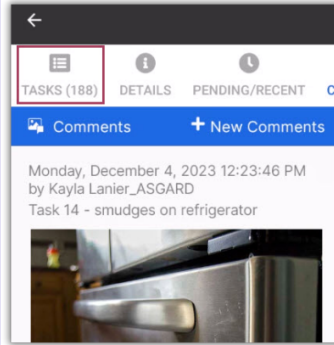 TASKS (188) DETAILS PENDING/RECENT
Comments + New Comments
Monday, December 4, 2023 12:23:46 PM
by Kayla Lanier_ASGARD
Task 14 - smudges on refrigerator